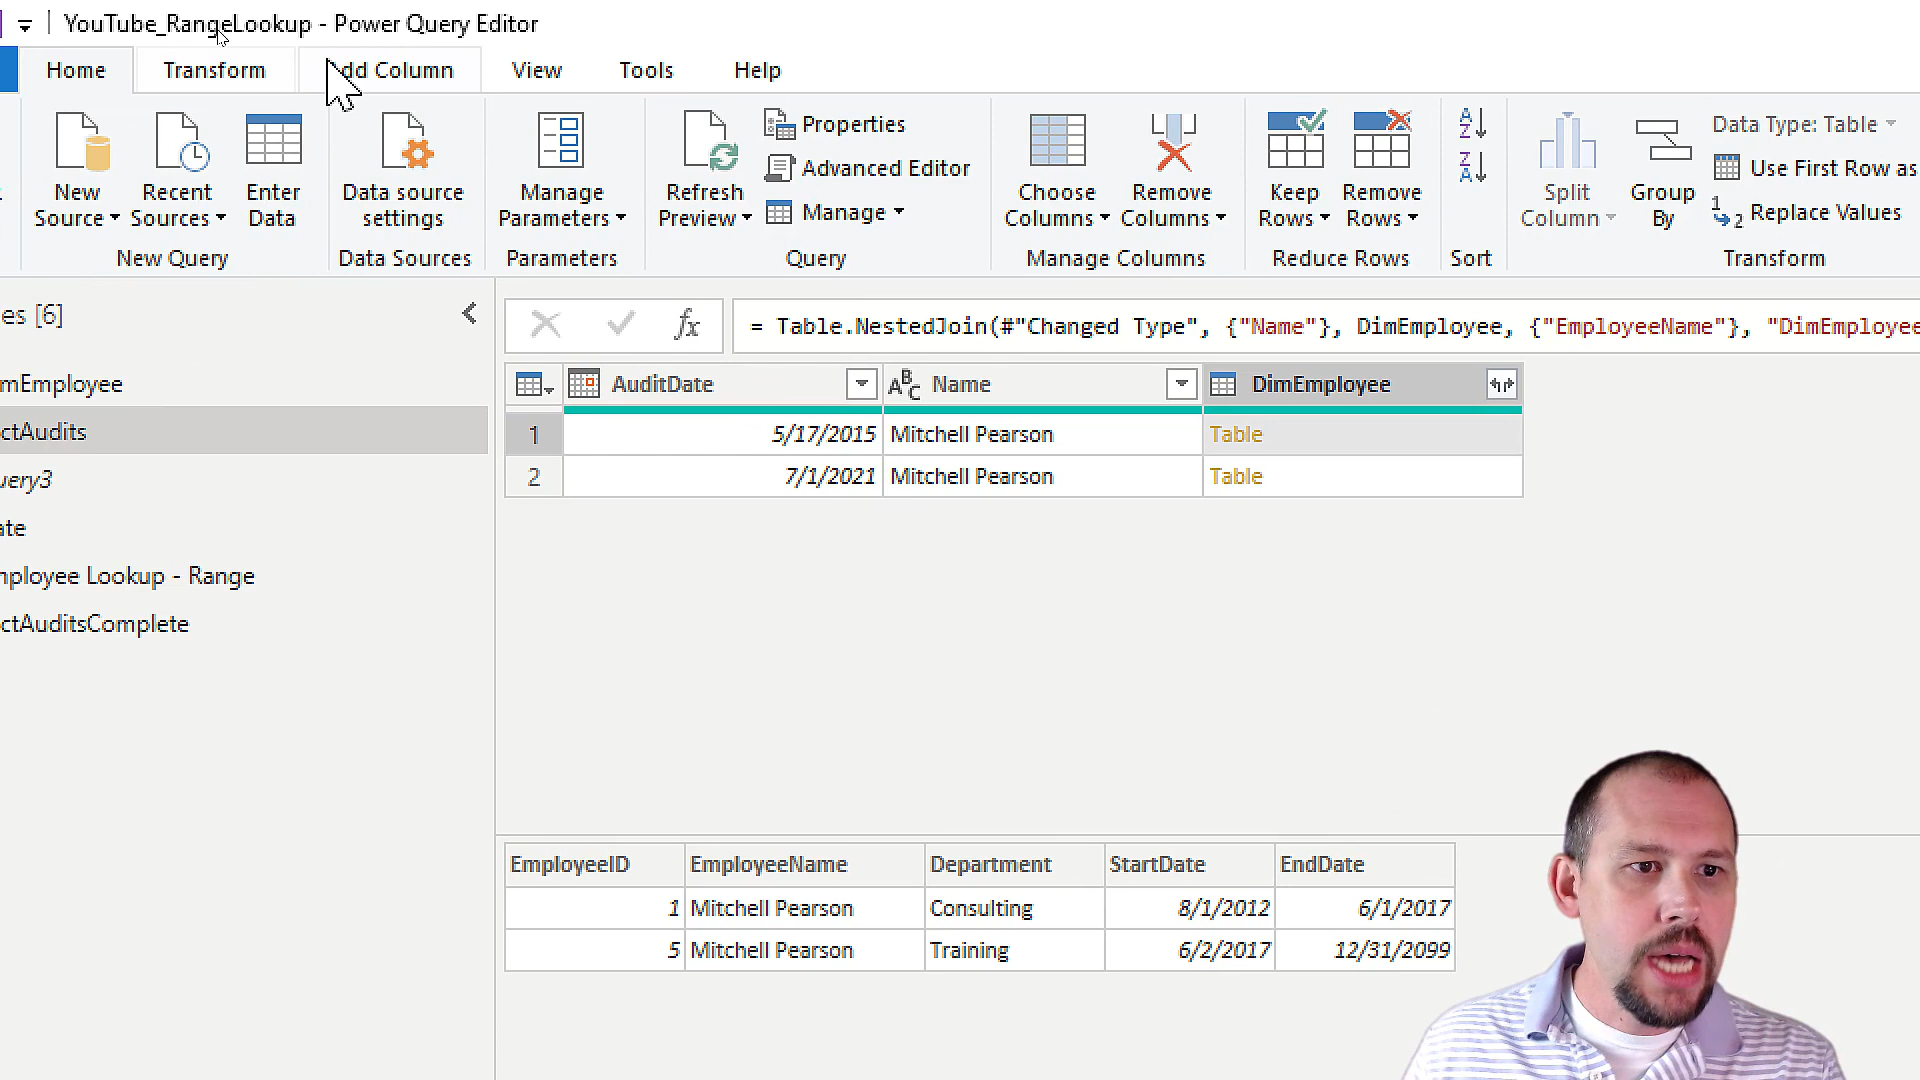 YouTube_RangeLookup - Power Query Editor
Home Transform dd Column View Tools Help
New Source
Recent Sources
Enter Data
New Query
Data source settings
Data Sources
Manage Parameters
Parameters
Refresh Preview
Properties
Advanced Editor
Manage
Query
Choose Columns
Remove Columns
Manage Columns
Keep Rows
Remove Rows
Reduce Rows
Sort
Split Column
Group By
Data Type: Table
Use First Row as
Replace Values
Transform
es [6]
mEmployee
ctAudits
uery3
ate
mployee Lookup - Range
ctAuditsComplete
fx = Table.NestedJoin(#"Changed Type", {"Name"}, DimEmployee, {"EmployeeName"}, "DimEmployee
AuditDate ABC Name DimEmployee
1 5/17/2015 Mitchell Pearson Table
2 7/1/2021 Mitchell Pearson Table
EmployeeID EmployeeName Department StartDate EndDate
1 Mitchell Pearson Consulting 8/1/2012 6/1/2017
5 Mitchell Pearson Training 6/2/2017 12/31/2099